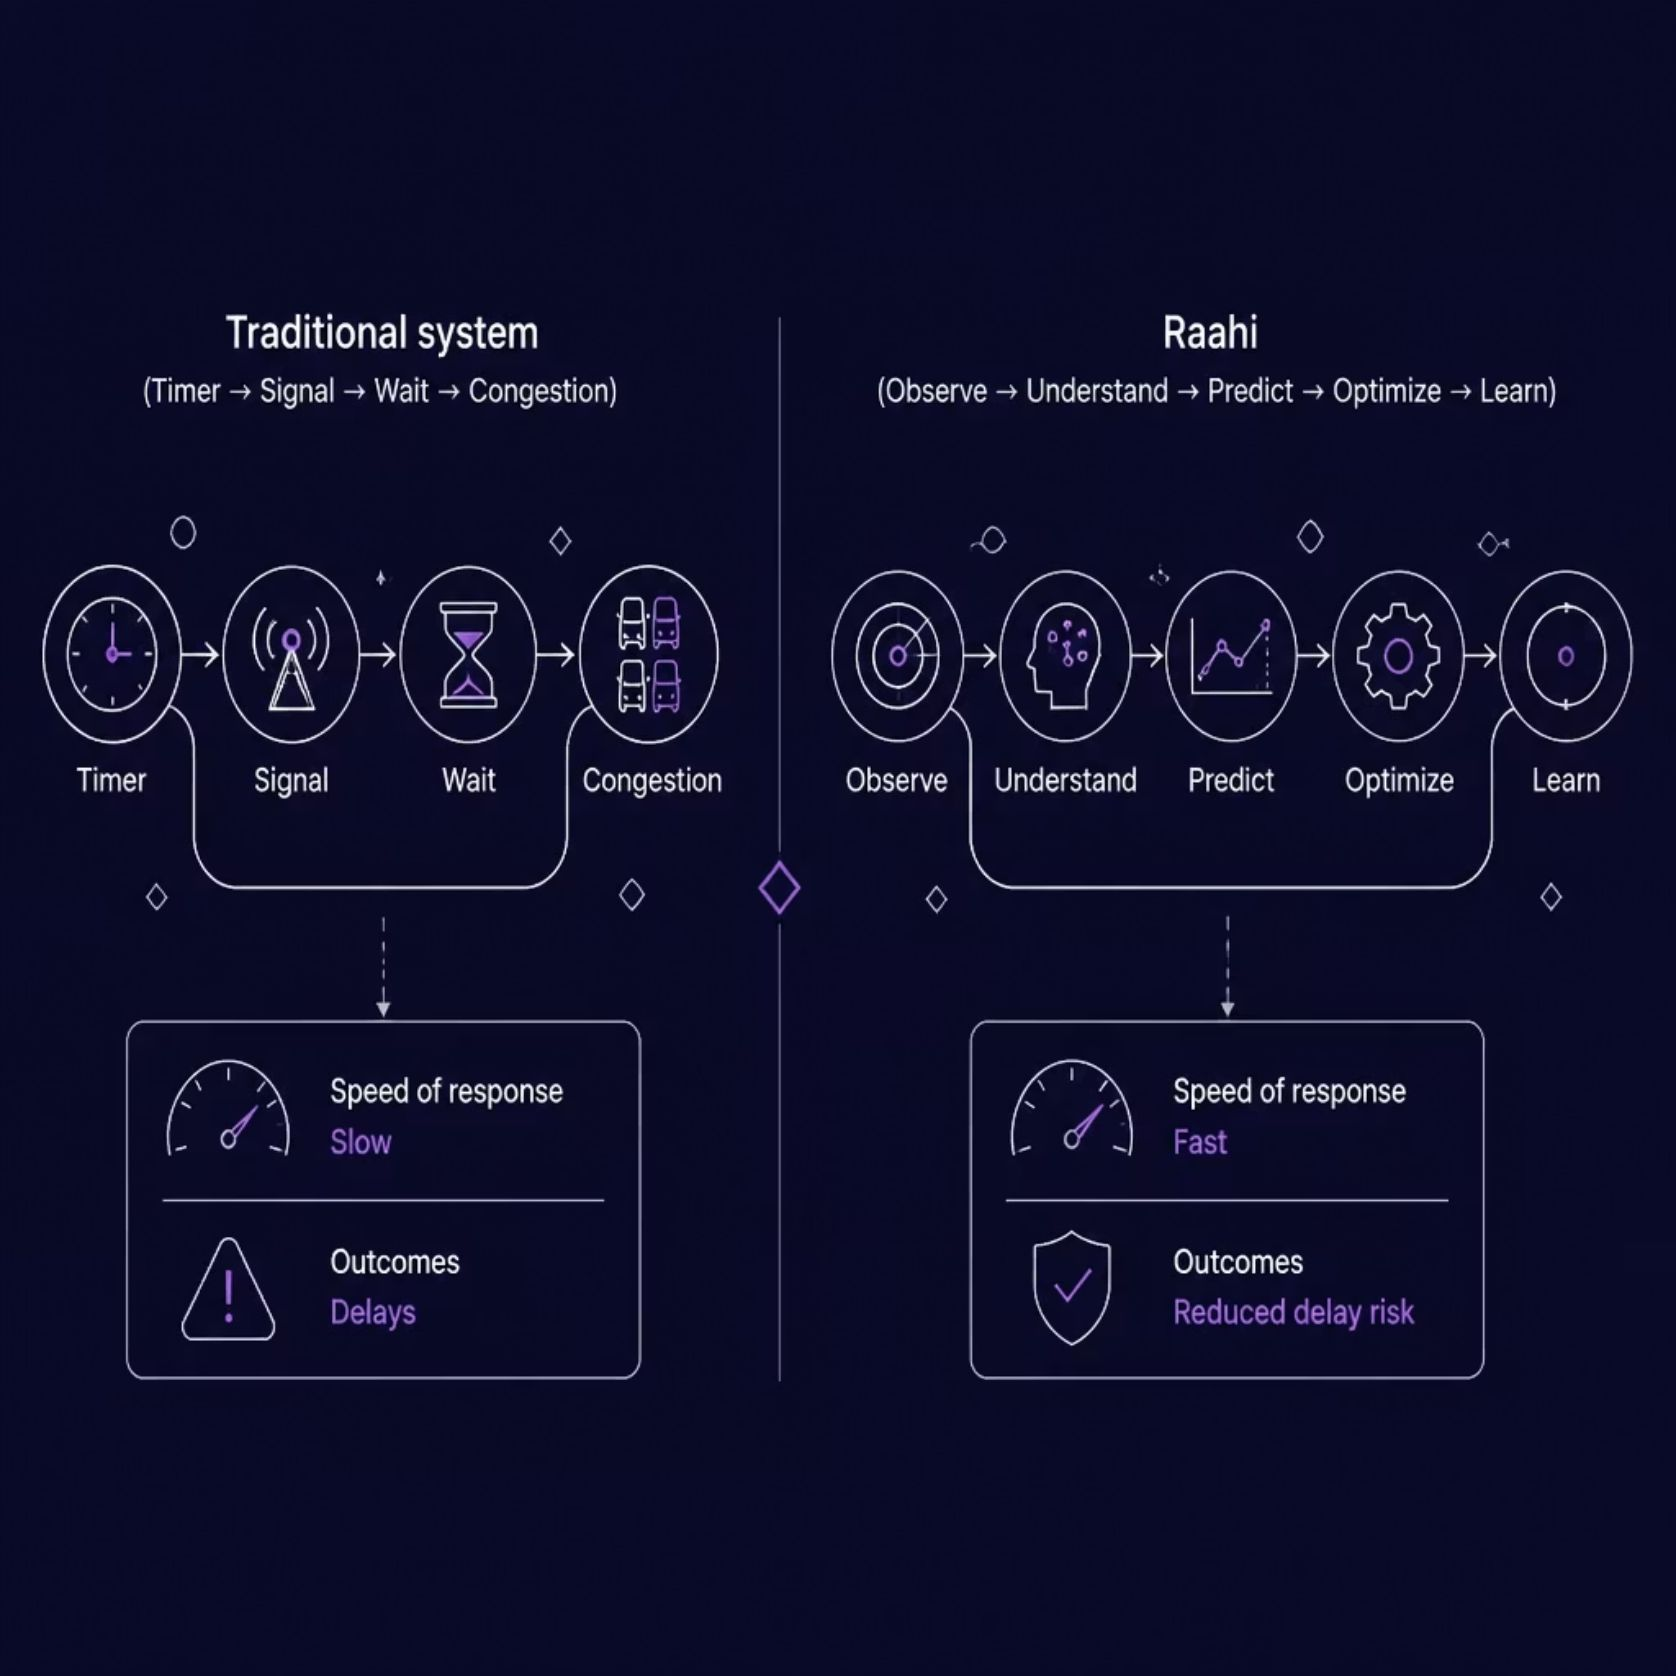 Traditional system
(Timer → Signal → Wait → Congestion)
Timer
Signal
Wait
Congestion
Speed of response
Slow
Outcomes
Delays
Raahi
(Observe → Understand → Predict → Optimize → Learn)
Observe
Understand
Predict
Optimize
Learn
Speed of response
Fast
Outcomes
Reduced delay risk